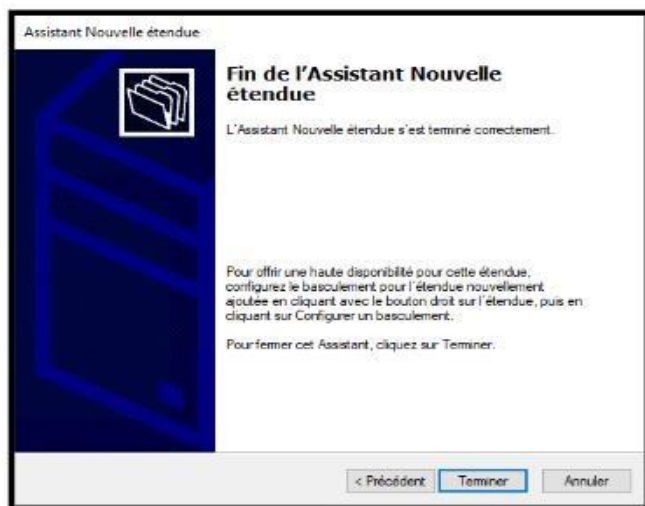 Assistant Nouvelle étendue
Fin de l'Assistant Nouvelle
étendue
L'Assistant Nouvelle étendue s'est terminé correctement.
Pour offrir une haute disponibilité pour cette étendue,
configurez le basculement pour l'étendue nouvellement
ajoutée en cliquant avec le bouton droit sur l'étendue, puis en
cliquant sur Configurer un basculement.
Pour fermer cet Assistant, cliquez sur Terminer.
< Précédent Terminer Annuler